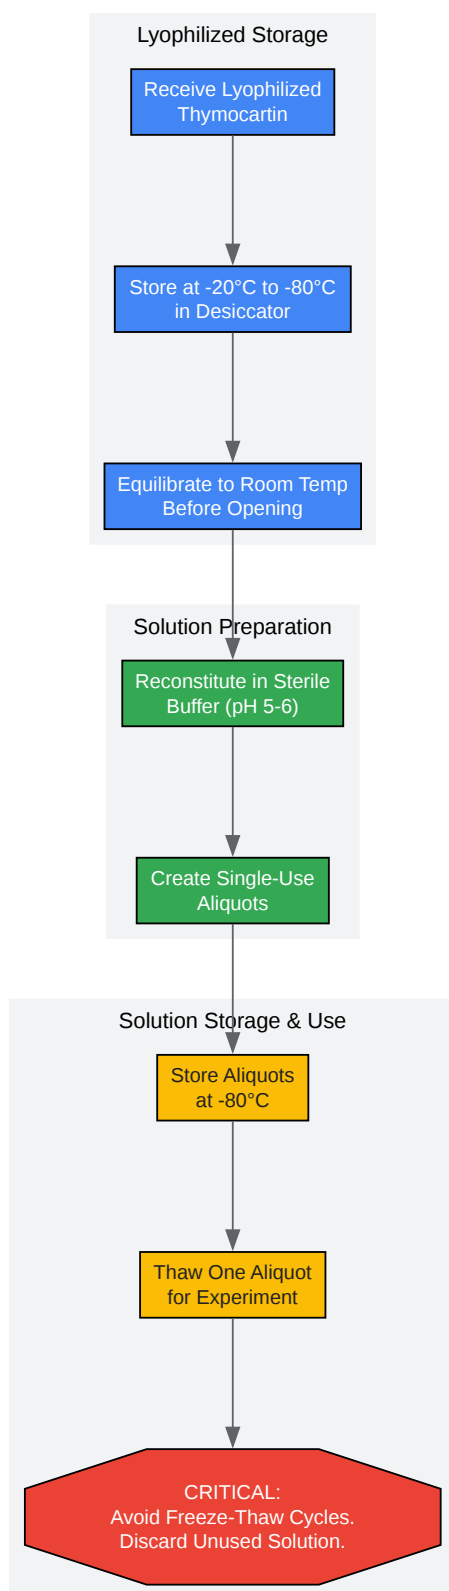 Lyophilized Storage
Receive Lyophilized
Thymocartin
Store at -20°C to -80°C
in Desiccator
Equilibrate to Room Temp
Before Opening
Solution Preparation
Reconstitute in Sterile
Buffer (pH 5-6)
Create Single-Use
Aliquots
Solution Storage & Use
Store Aliquots
at -80°C
Thaw One Aliquot
for Experiment
CRITICAL:
Avoid Freeze-Thaw Cycles.
Discard Unused Solution.